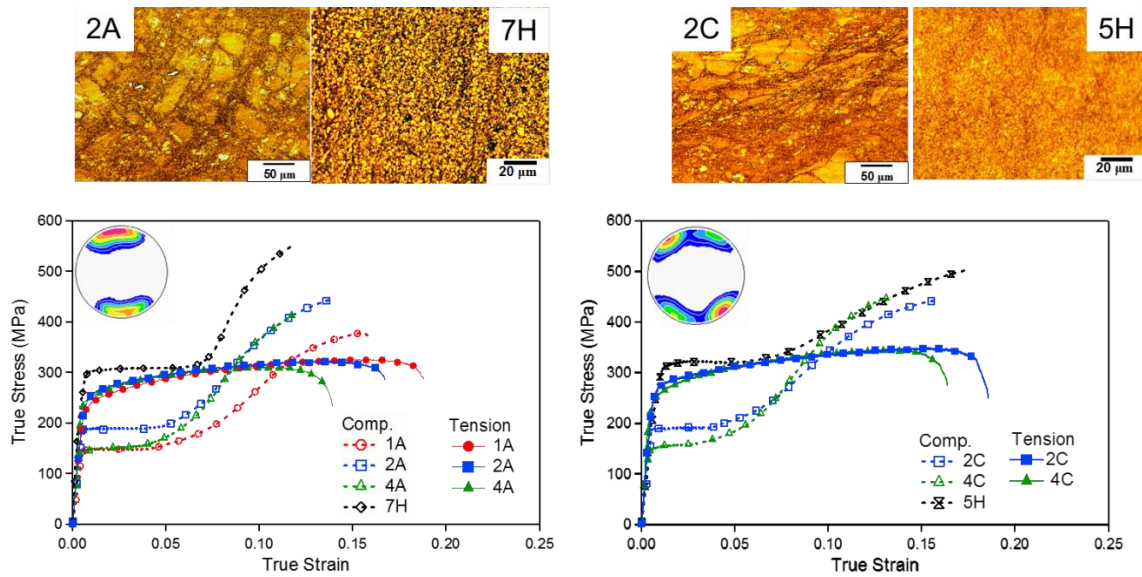 2A
7H
50 μm
20 μm
2C
5H
50 μm
20 μm
600
500
400
300
200
100
0
True Stress (MPa)
0.00
0.05
0.10
0.15
0.20
0.25
True Strain
Comp. Tension
1A 1A
2A 2A
4A 4A
7H
600
500
400
300
200
100
0
True Stress (MPa)
0.00
0.05
0.10
0.15
0.20
0.25
True Strain
Comp. Tension
2C 2C
4C 4C
5H